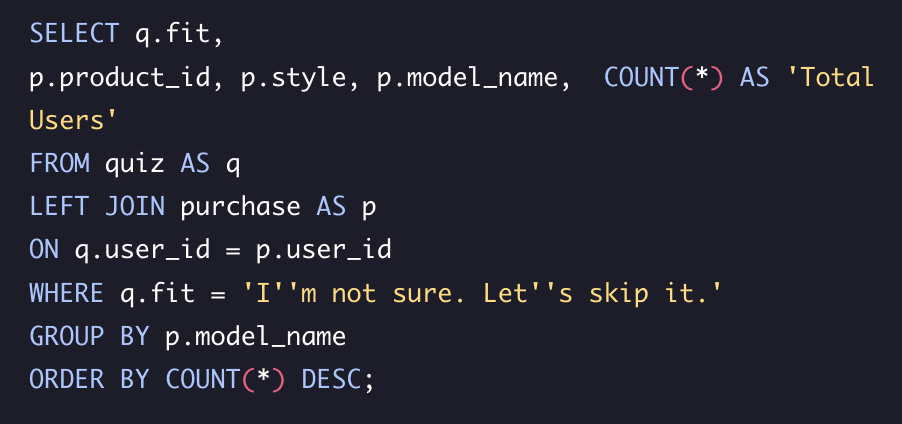 SELECT q.fit,
p.product_id, p.style, p.model_name,  COUNT(*) AS 'Total
Users'
FROM quiz AS q
LEFT JOIN purchase AS p
ON q.user_id = p.user_id
WHERE q.fit = 'I''m not sure. Let''s skip it.'
GROUP BY p.model_name
ORDER BY COUNT(*) DESC;